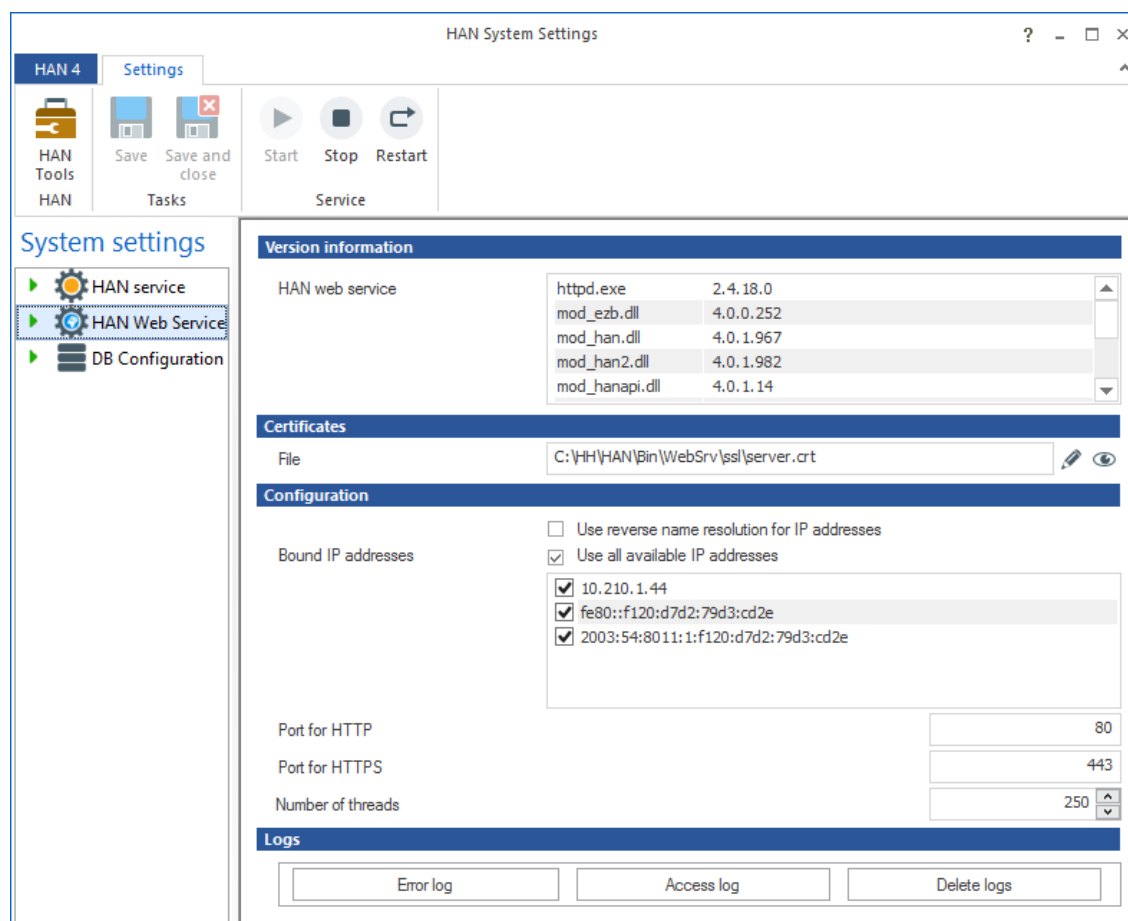 HAN System Settings
?
HAN 4 Settings
HAN Tools
Save
Save and close
Start
Stop
Restart
HAN
Tasks
Service
System settings
HAN service
HAN Web Service
DB Configuration
Version information
HAN web service
httpd.exe 2.4.18.0
mod_ezb.dll 4.0.0.252
mod_han.dll 4.0.1.967
mod_han2.dll 4.0.1.982
mod_hanapi.dll 4.0.1.14
Certificates
File C:\HH\HAN\Bin\WebSrv\ssl\server.crt
Configuration
Use reverse name resolution for IP addresses
Bound IP addresses Use all available IP addresses
10.210.1.44
fe80::f120:d7d2:79d3:cd2e
2003:54:8011:1:f120:d7d2:79d3:cd2e
Port for HTTP 80
Port for HTTPS 443
Number of threads 250
Logs
Error log Access log Delete logs